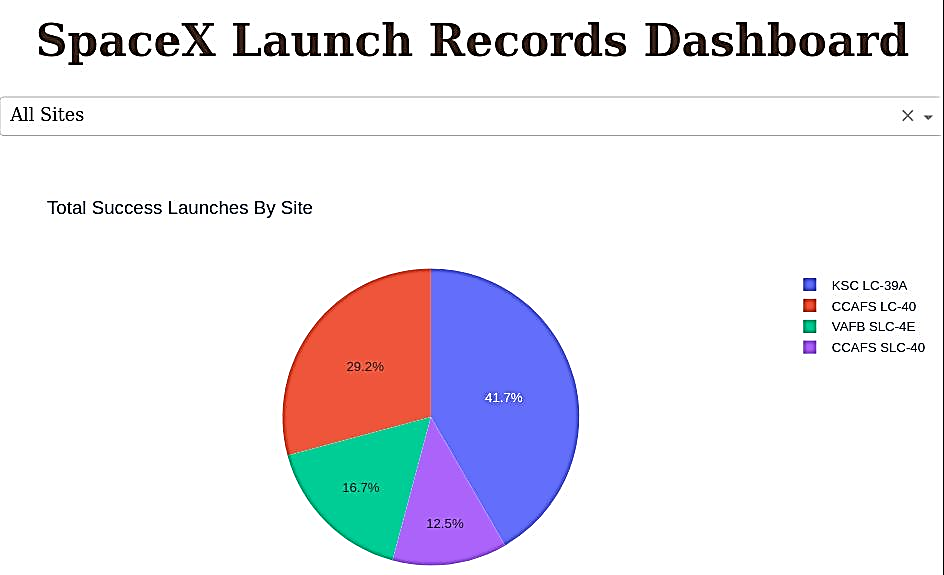 SpaceX Launch Records Dashboard
All Sites
Total Success Launches By Site
KSC LC-39A
CCAFS LC-40
VAFB SLC-4E
CCAFS SLC-40
29.2%
41.7%
16.7%
12.5%